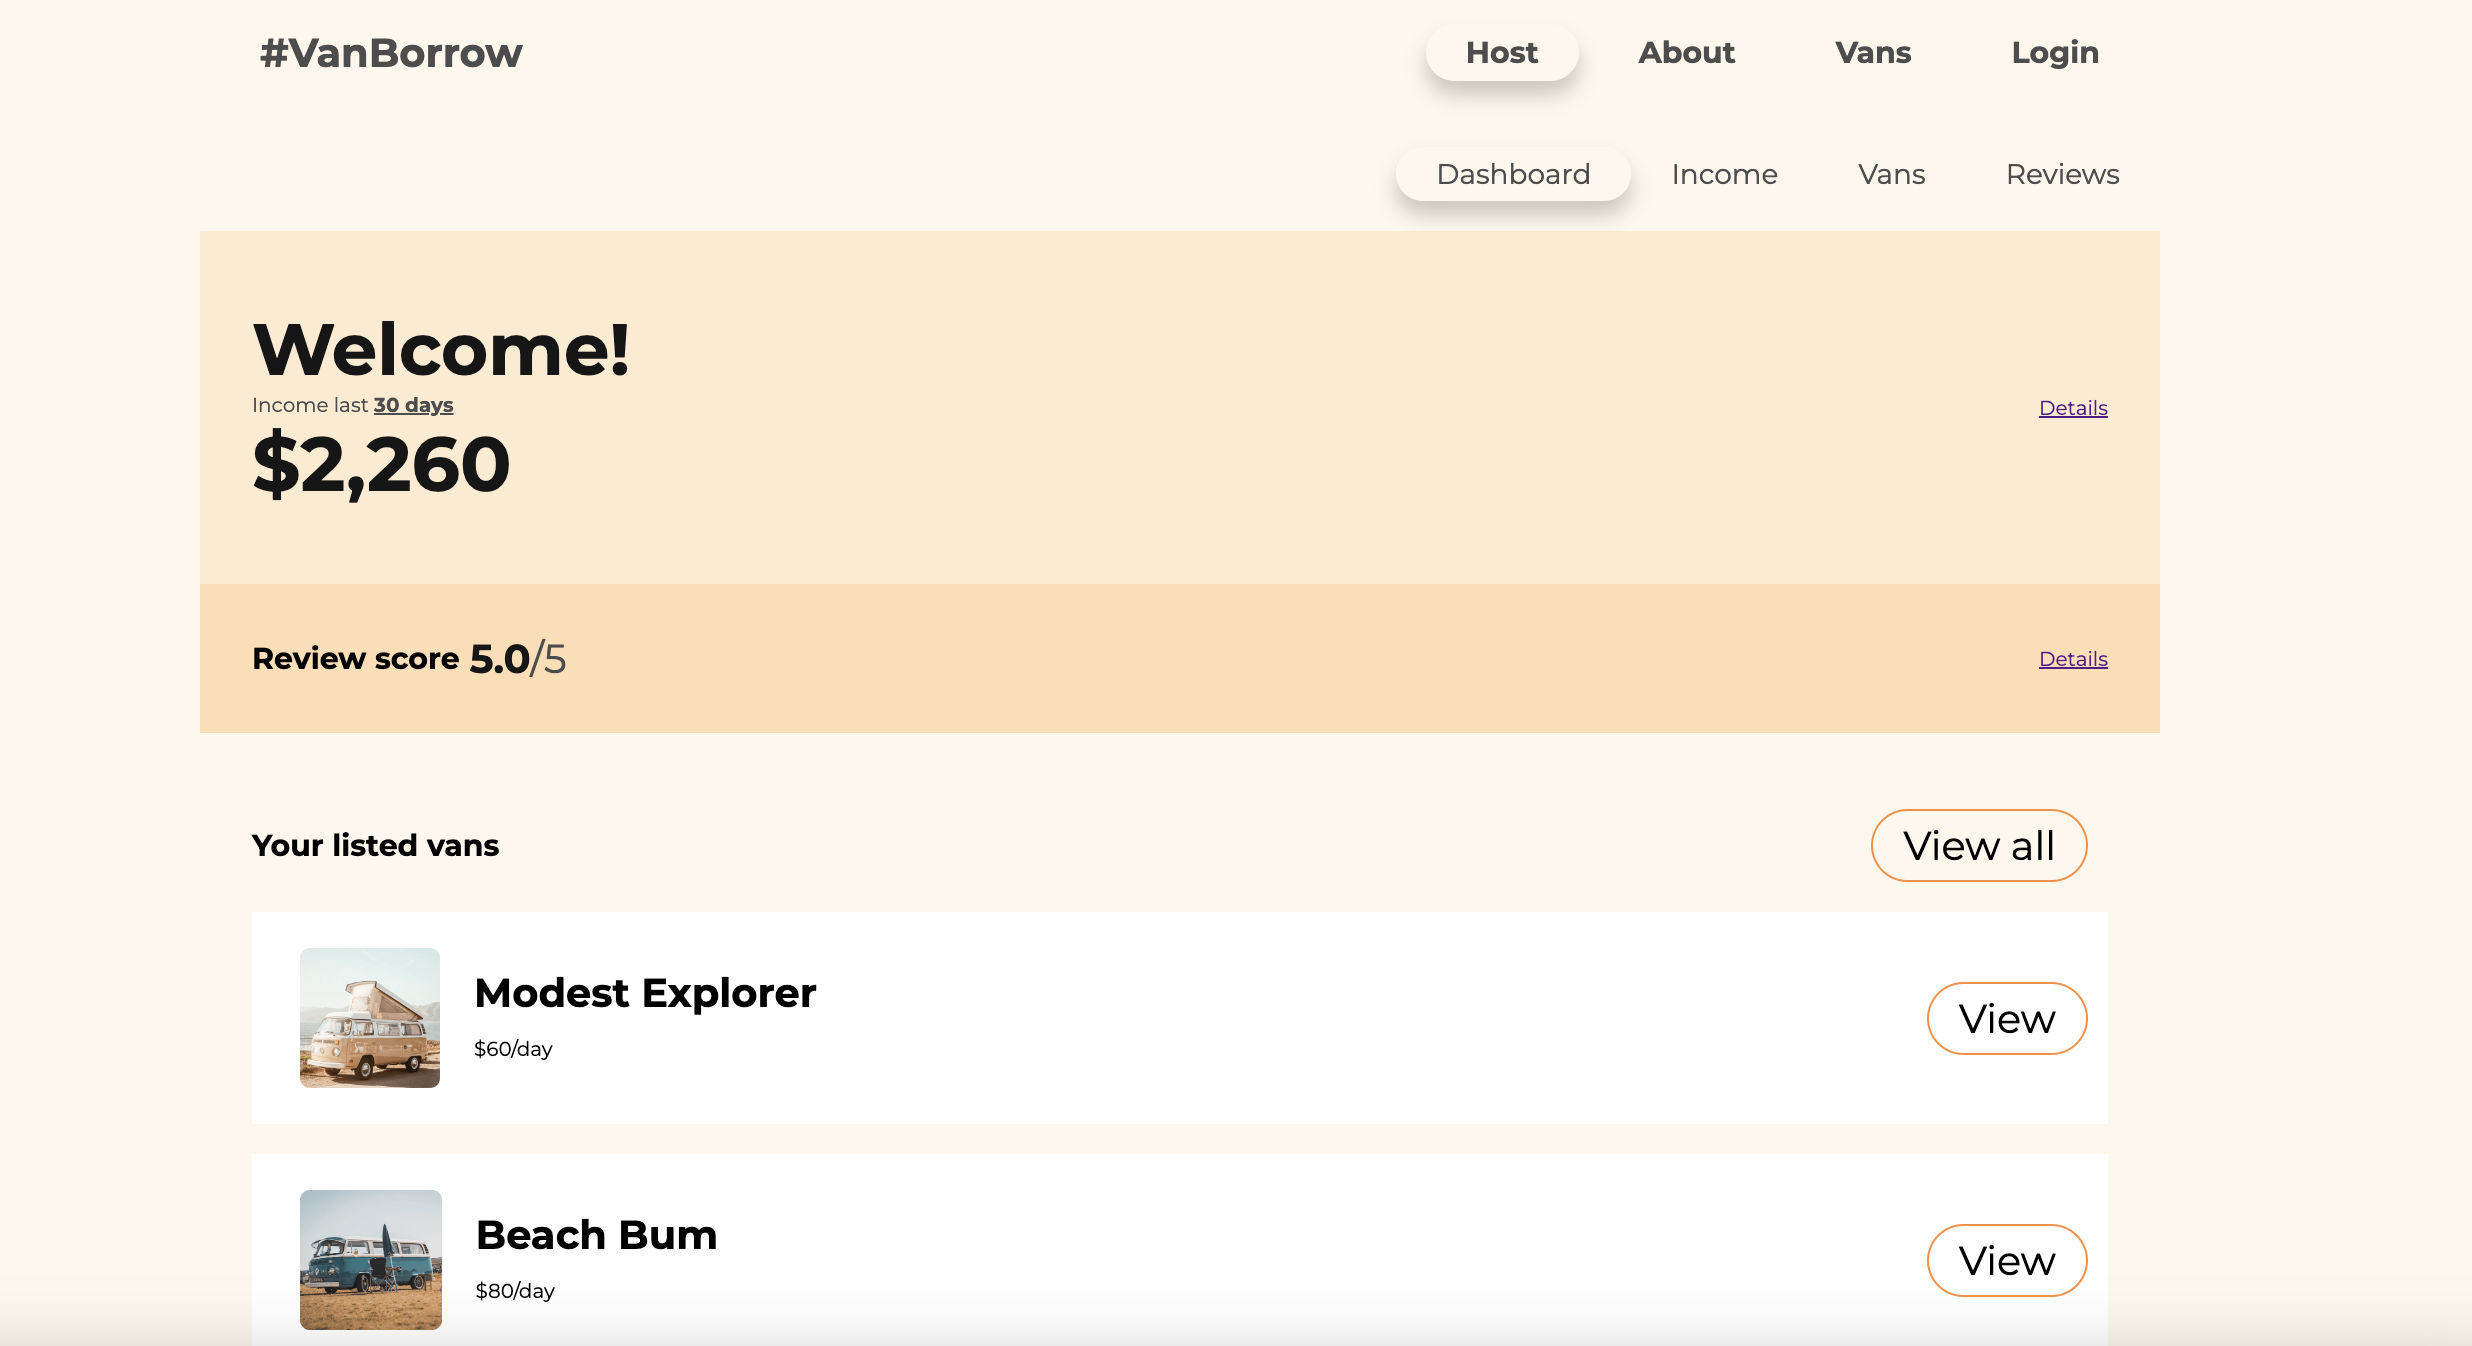 #VanBorrow Host About Vans Login
Dashboard Income Vans Reviews
Welcome!
Income last 30 days
Details
$2,260
Review score 5.0/5 Details
Your listed vans View all
Modest Explorer
$60/day
View
Beach Bum
$80/day
View